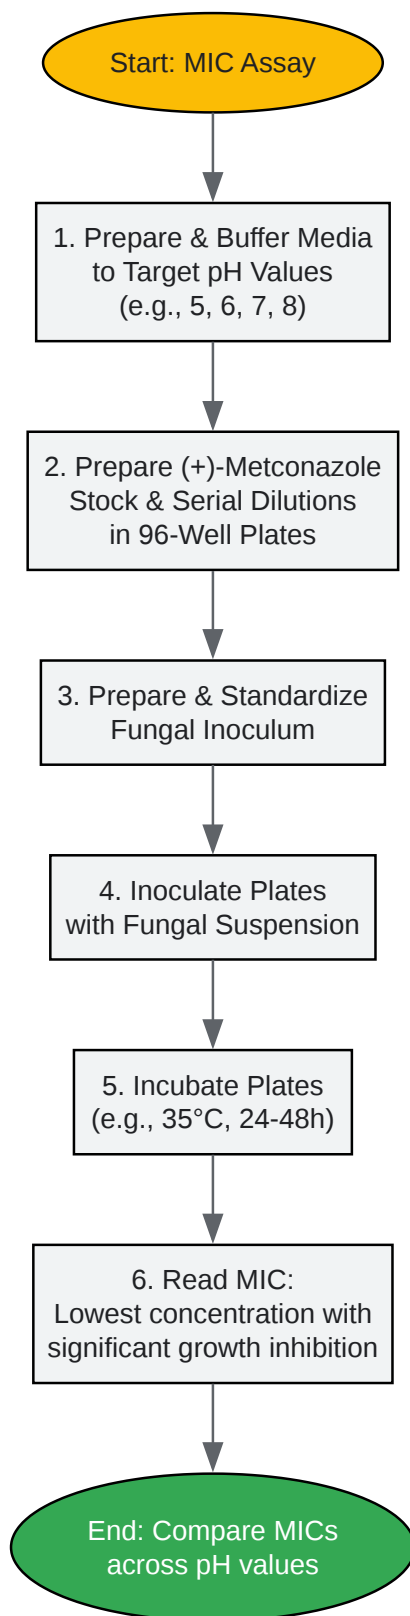 Start: MIC Assay
1. Prepare & Buffer Media
to Target pH Values
(e.g., 5, 6, 7, 8)
2. Prepare (+)-Metconazole
Stock & Serial Dilutions
in 96-Well Plates
3. Prepare & Standardize
Fungal Inoculum
4. Inoculate Plates
with Fungal Suspension
5. Incubate Plates
(e.g., 35°C, 24-48h)
6. Read MIC:
Lowest concentration with
significant growth inhibition
End: Compare MICs
across pH values